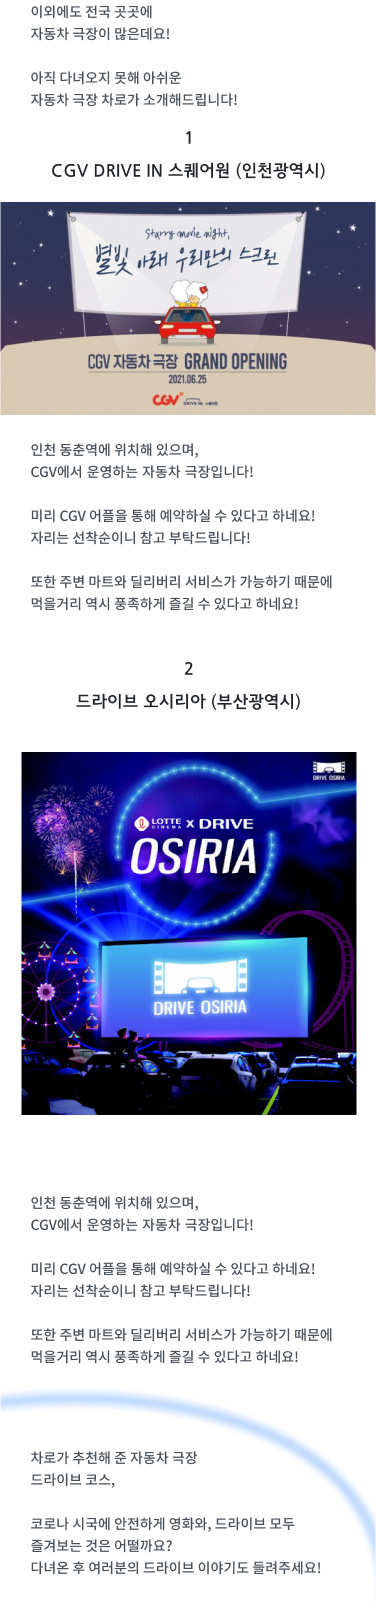 이외에도 전국 곳곳에
자동차 극장이 많은데요!
아직 다녀오지 못해 아쉬운
자동차 극장 차로가 소개해드립니다!
1
CGV DRIVE IN 스퀘어원 (인천광역시)
Starry movie night,
별빛 아래 우리만의 스크린
CGV 자동차 극장 GRAND OPENING
2021.06.25
CGV DRIVE IN 스퀘어원
인천 동춘역에 위치해 있으며,
CGV에서 운영하는 자동차 극장입니다!
미리 CGV 어플을 통해 예약하실 수 있다고 하네요!
자리는 선착순이니 참고 부탁드립니다!
또한 주변 마트와 딜리버리 서비스가 가능하기 때문에
먹을거리 역시 풍족하게 즐길 수 있다고 하네요!
2
드라이브 오시리아 (부산광역시)
DRIVE OSIRIA
LOTTE CINEMA X DRIVE
OSIRIA
DRIVE OSIRIA
인천 동춘역에 위치해 있으며,
CGV에서 운영하는 자동차 극장입니다!
미리 CGV 어플을 통해 예약하실 수 있다고 하네요!
자리는 선착순이니 참고 부탁드립니다!
또한 주변 마트와 딜리버리 서비스가 가능하기 때문에
먹을거리 역시 풍족하게 즐길 수 있다고 하네요!
차로가 추천해 준 자동차 극장
드라이브 코스,
코로나 시국에 안전하게 영화와, 드라이브 모두
즐겨보는 것은 어떨까요?
다녀온 후 여러분의 드라이브 이야기도 들려주세요!